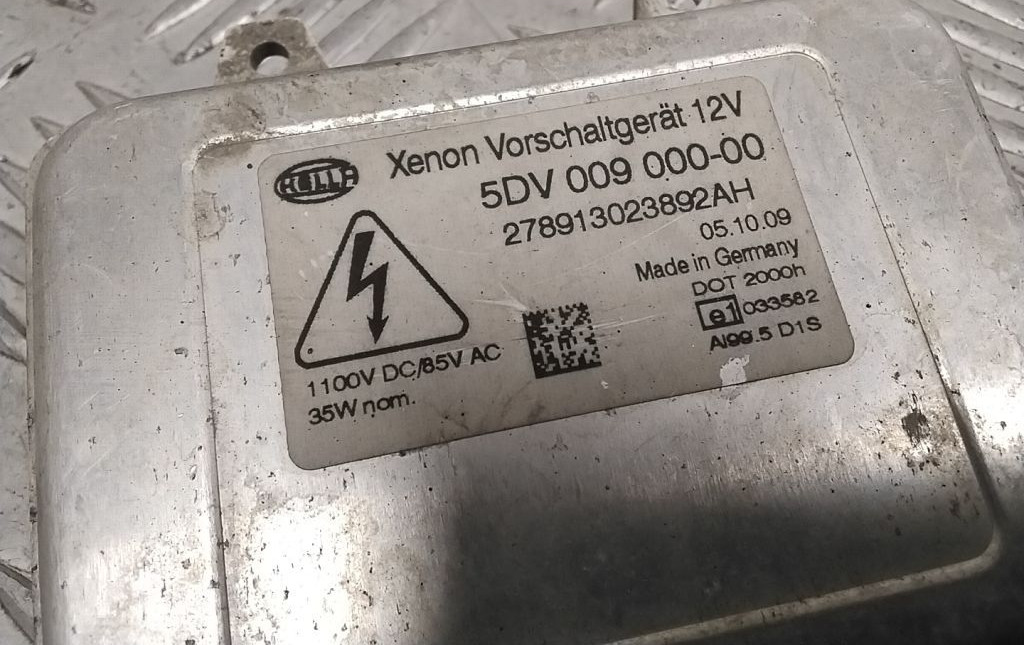 HELLA
Xenon Vorschaltgerät 12V
5DV 009 000-00
278913023892AH
05.10.09
Made in Germany
DOT 2000h
e1 033582
AI99.5 D1S
1100V DC/85V AC
35W nom.